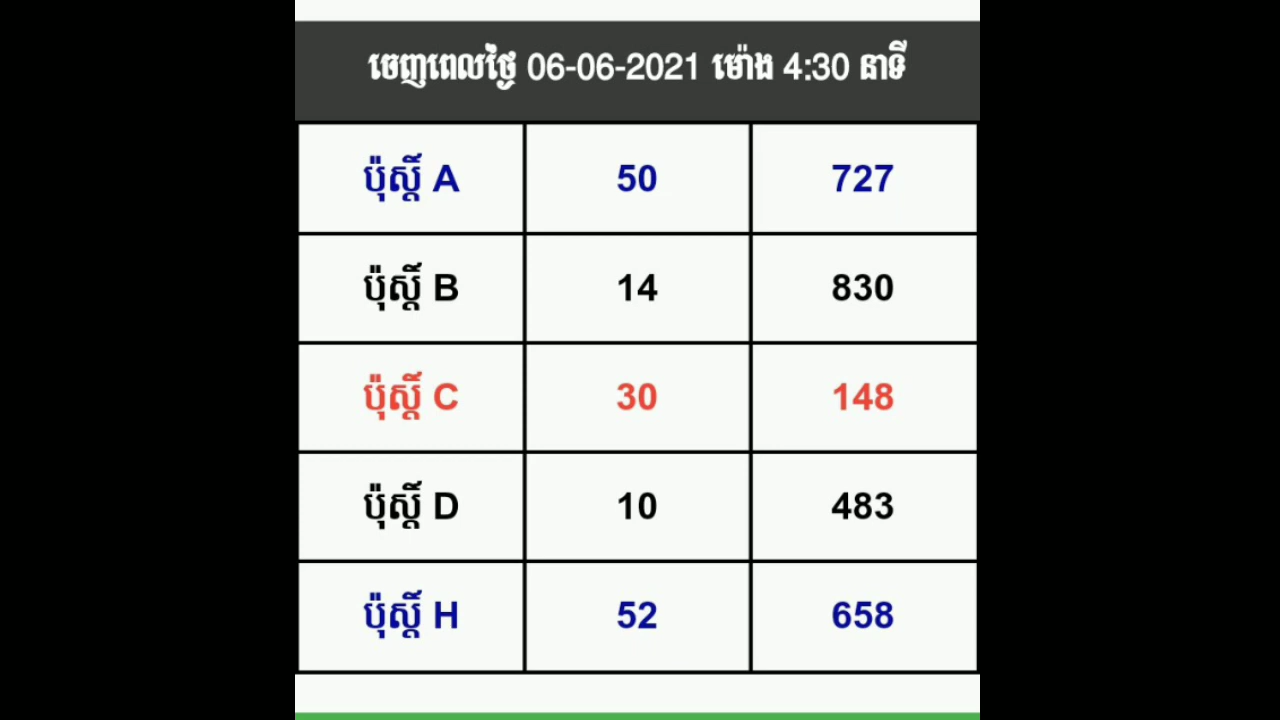 ចេញពេលថ្ងៃ 06-06-2021 ម៉ោង 4:30 នាទី
ប៉ុស្តិ៍ A 50 727
ប៉ុស្តិ៍ B 14 830
ប៉ុស្តិ៍ C 30 148
ប៉ុស្តិ៍ D 10 483
ប៉ុស្តិ៍ H 52 658